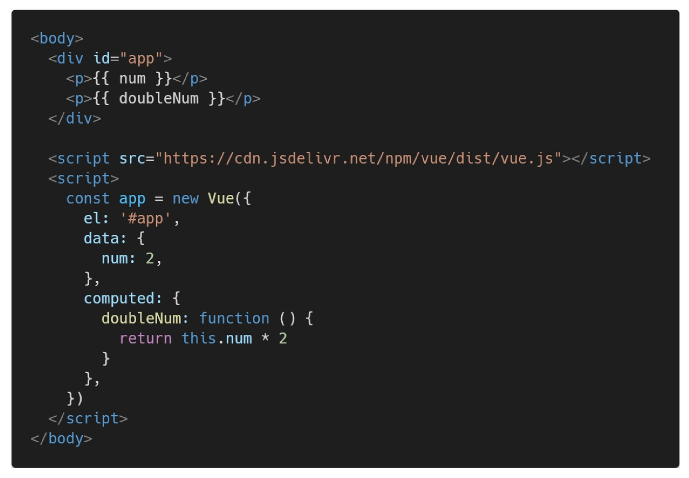 <body>
  <div id="app">
    <p>{{ num }}</p>
    <p>{{ doubleNum }}</p>
  </div>

  <script src="https://cdn.jsdelivr.net/npm/vue/dist/vue.js"></script>
  <script>
    const app = new Vue({
      el: '#app',
      data: {
        num: 2,
      },
      computed: {
        doubleNum: function () {
          return this.num * 2
        }
      },
    })
  </script>
</body>